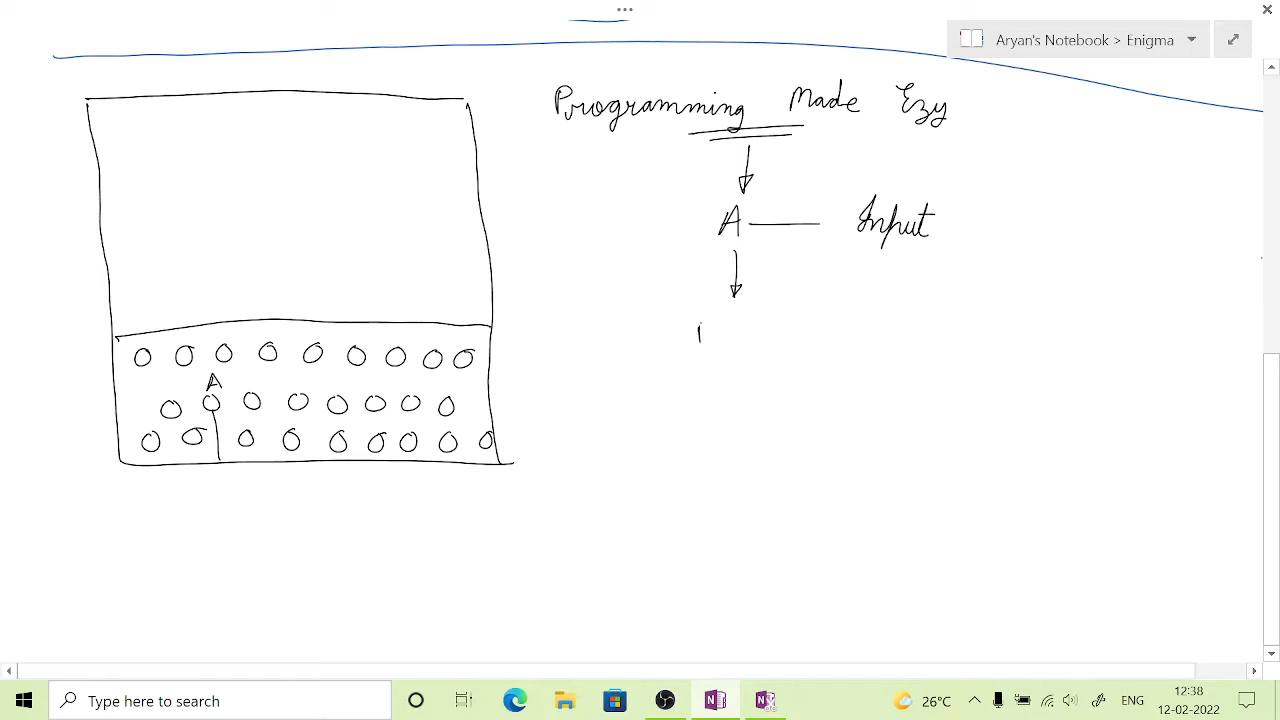 Aryan's Notebook > Enigma
Programming Made Ezy
A Input
A
Type here to search
26°C
ENG
12:38
12-02-2022